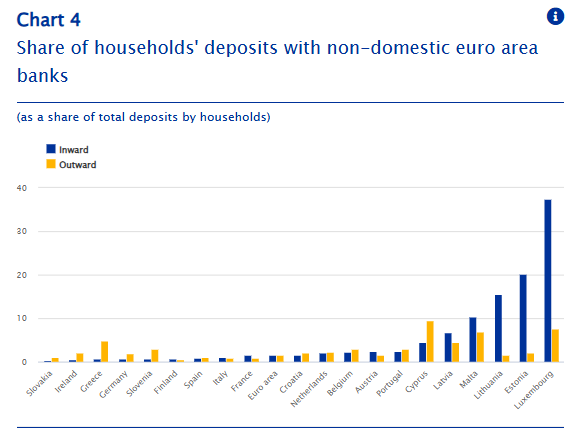 Chart 4
i
Share of households' deposits with non-domestic euro area
banks
(as a share of total deposits by households)
Inward
Outward
40
30
20
10
0
Slovakia
Ireland
Greece
Germany
Slovenia
Finland
Spain
Italy
France
Euro area
Croatia
Netherlands
Belgium
Austria
Portugal
Cyprus
Latvia
Malta
Lithuania
Estonia
Luxembourg